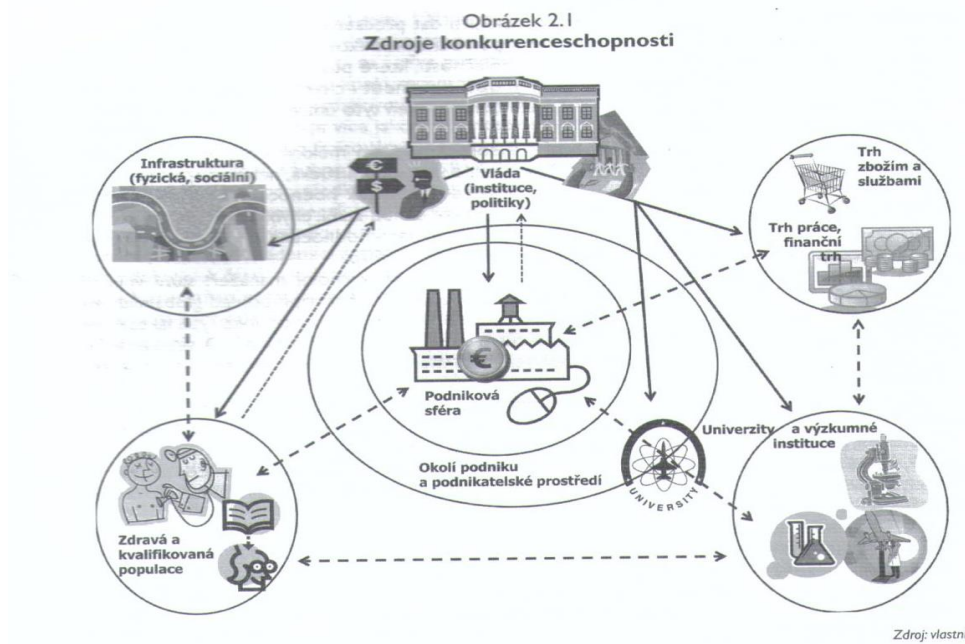 Obrázek 2.1
Zdroje konkurenceschopnosti
Infrastruktura
(fyzická, sociální)
€
$
Vláda
(instituce,
politiky)
Trh
zbožím a
službami
Trh práce,
finanční
trh
€
Podniková
sféra
Okolí podniku
a podnikatelské prostředí
Univerzity a výzkumné
instituce
UNIVERSITY
Zdravá a
kvalifikovaná
populace
Zdroj: vlastn